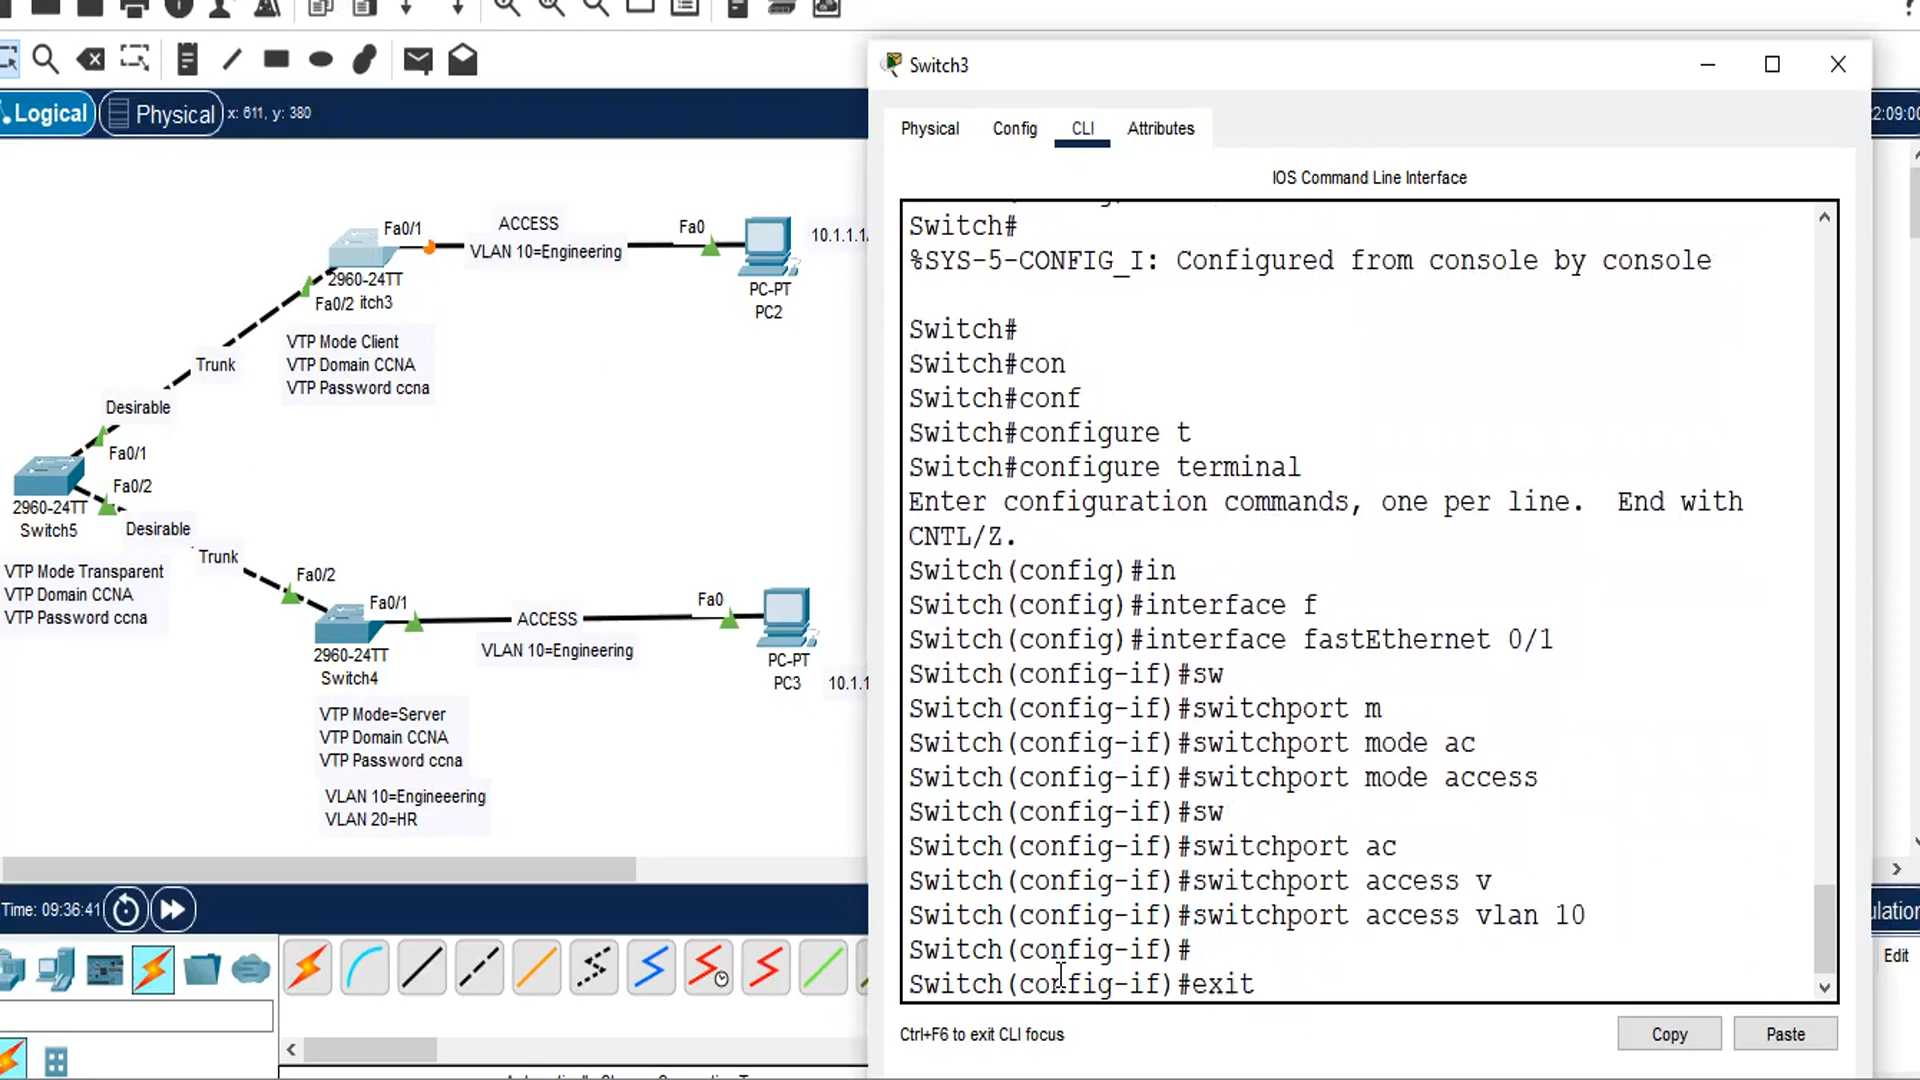 Logical
Physical
x: 611, y: 380
Fa0/1
ACCESS
VLAN 10=Engineering
Fa0
10.1.1.1
2960-24TT
itch3
Fa0/2
PC-PT
PC2
VTP Mode Client
VTP Domain CCNA
VTP Password ccna
Trunk
Desirable
Fa0/1
Fa0/2
2960-24TT
Switch5
Desirable
Trunk
VTP Mode Transparent
VTP Domain CCNA
VTP Password ccna
Fa0/2
Fa0/1
ACCESS
VLAN 10=Engineering
Fa0
2960-24TT
Switch4
PC-PT
PC3
10.1.1
VTP Mode=Server
VTP Domain CCNA
VTP Password ccna
VLAN 10=Engineeering
VLAN 20=HR
Time: 09:36:41
Switch3
Physical
Config
CLI
Attributes
IOS Command Line Interface
Switch#
%SYS-5-CONFIG_I: Configured from console by console
Switch#
Switch#con
Switch#conf
Switch#configure t
Switch#configure terminal
Enter configuration commands, one per line.  End with
CNTL/Z.
Switch(config)#in
Switch(config)#interface f
Switch(config)#interface fastEthernet 0/1
Switch(config-if)#sw
Switch(config-if)#switchport m
Switch(config-if)#switchport mode ac
Switch(config-if)#switchport mode access
Switch(config-if)#sw
Switch(config-if)#switchport ac
Switch(config-if)#switchport access v
Switch(config-if)#switchport access vlan 10
Switch(config-if)#
Switch(config-if)#exit
Ctrl+F6 to exit CLI focus
Copy
Paste
2:09:00
ulation
Edit